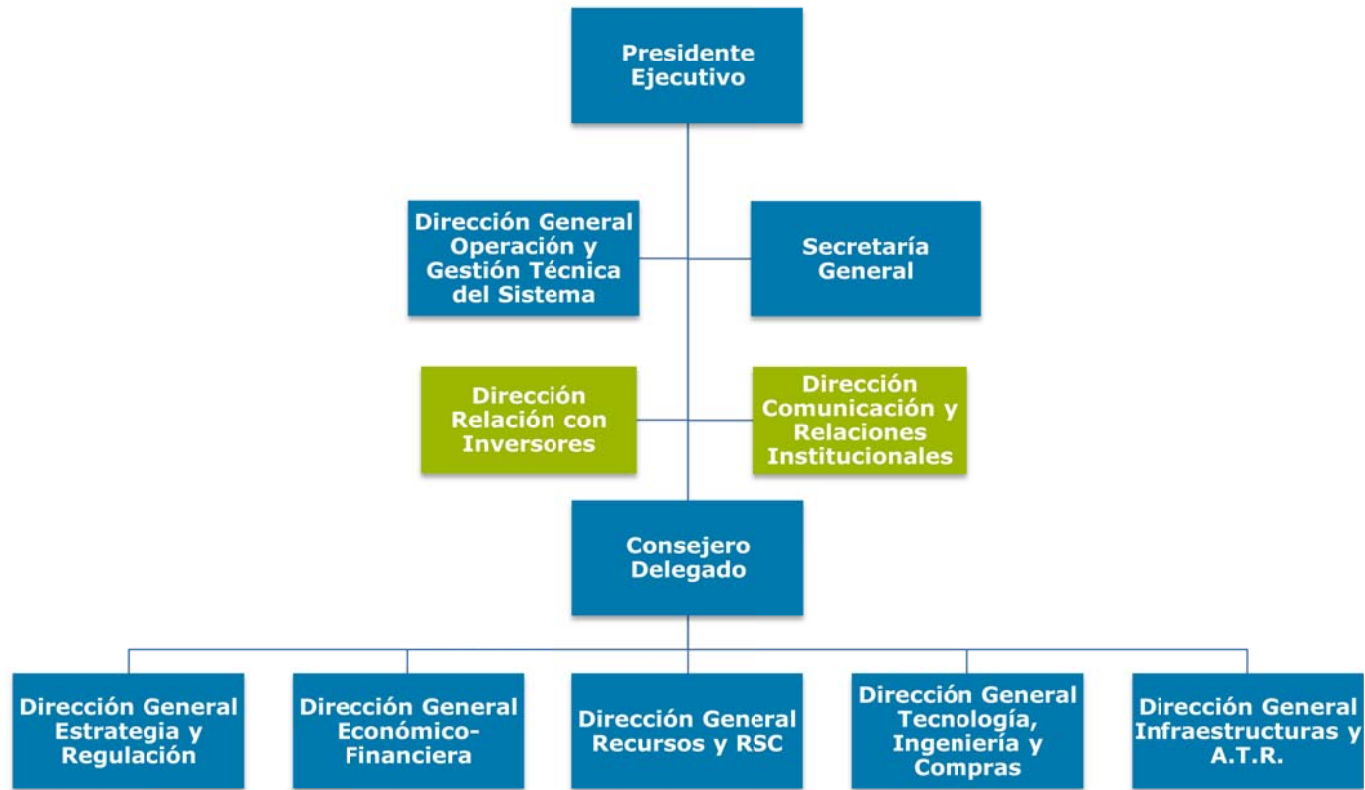 Presidente
Ejecutivo
Dirección General
Operación y
Gestión Técnica
del Sistema
Secretaría
General
Dirección
Relación con
Inversores
Dirección
Comunicación y
Relaciones
Institucionales
Consejero
Delegado
Dirección General
Estrategia y
Regulación
Dirección General
Económico-
Financiera
Dirección General
Recursos y RSC
Dirección General
Tecnología,
Ingeniería y
Compras
Dirección General
Infraestructuras y
A.T.R.